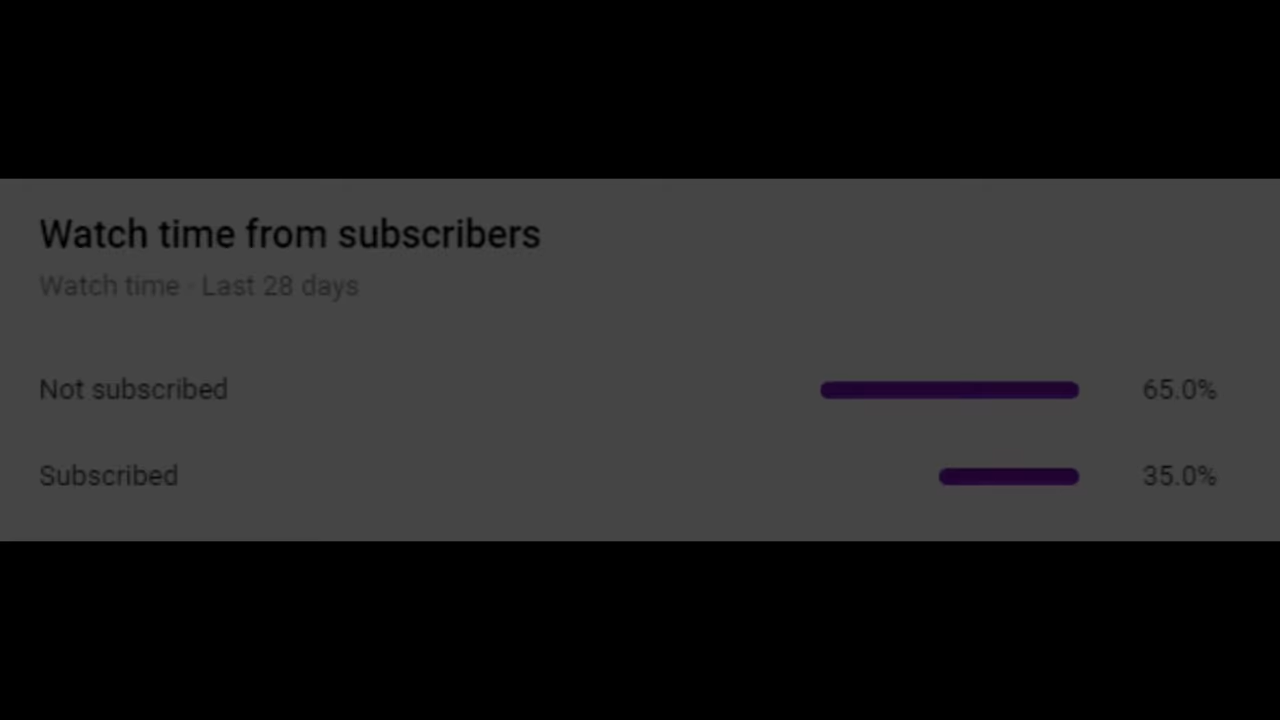 Watch time from subscribers
Watch time · Last 28 days
Not subscribed 65.0%
Subscribed 35.0%